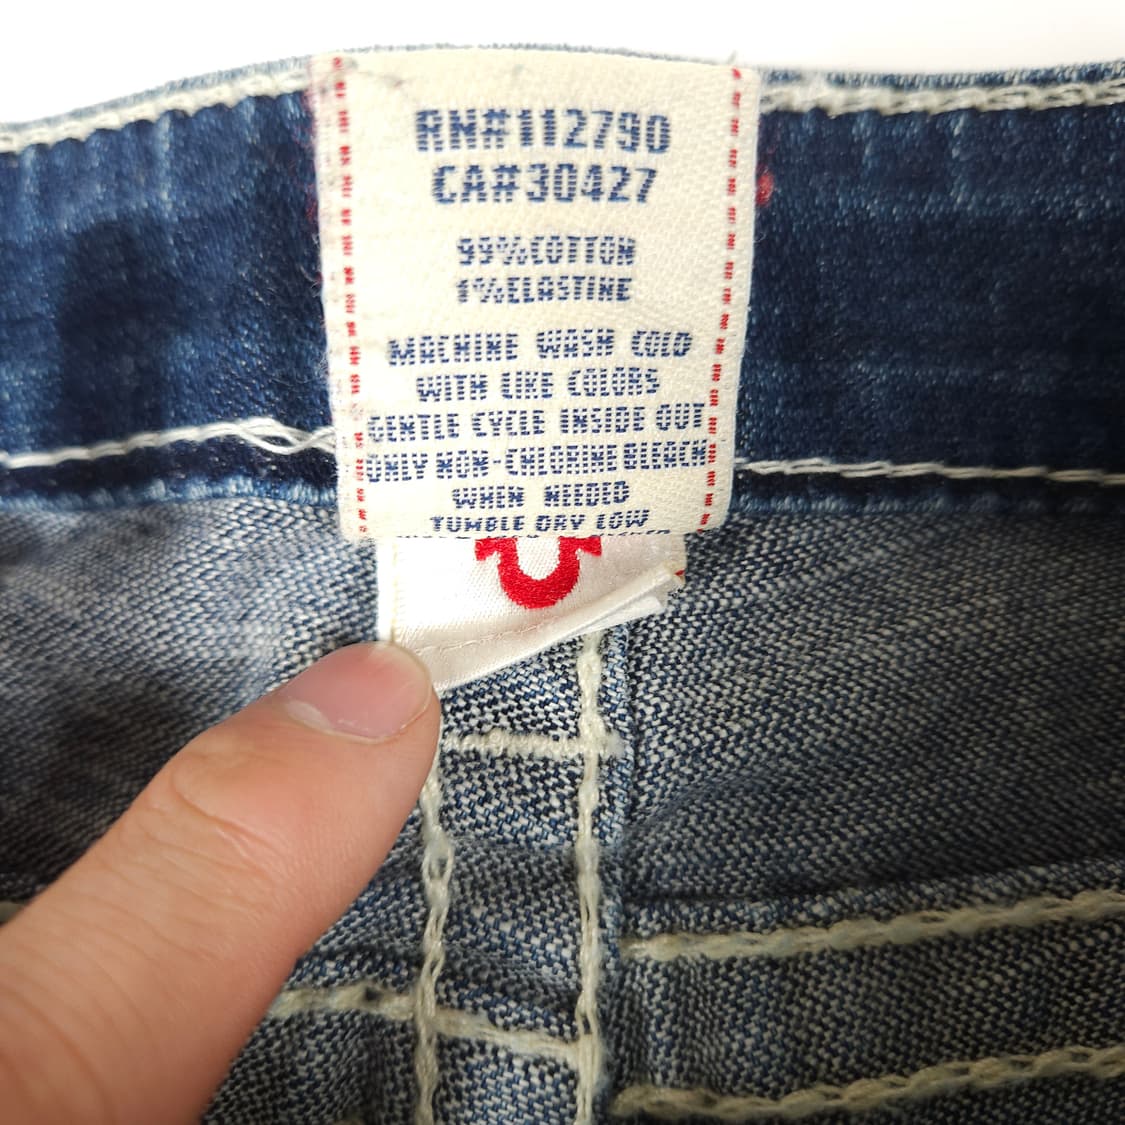 RN#112790
CA#30427
99%COTTON
1%ELASTINE
MACHINE WASH COLD
WITH LIKE COLORS
GENTLE CYCLE INSIDE OUT
ONLY NON-CHLORINE BLEACH
WHEN NEEDED
TUMBLE DRY LOW